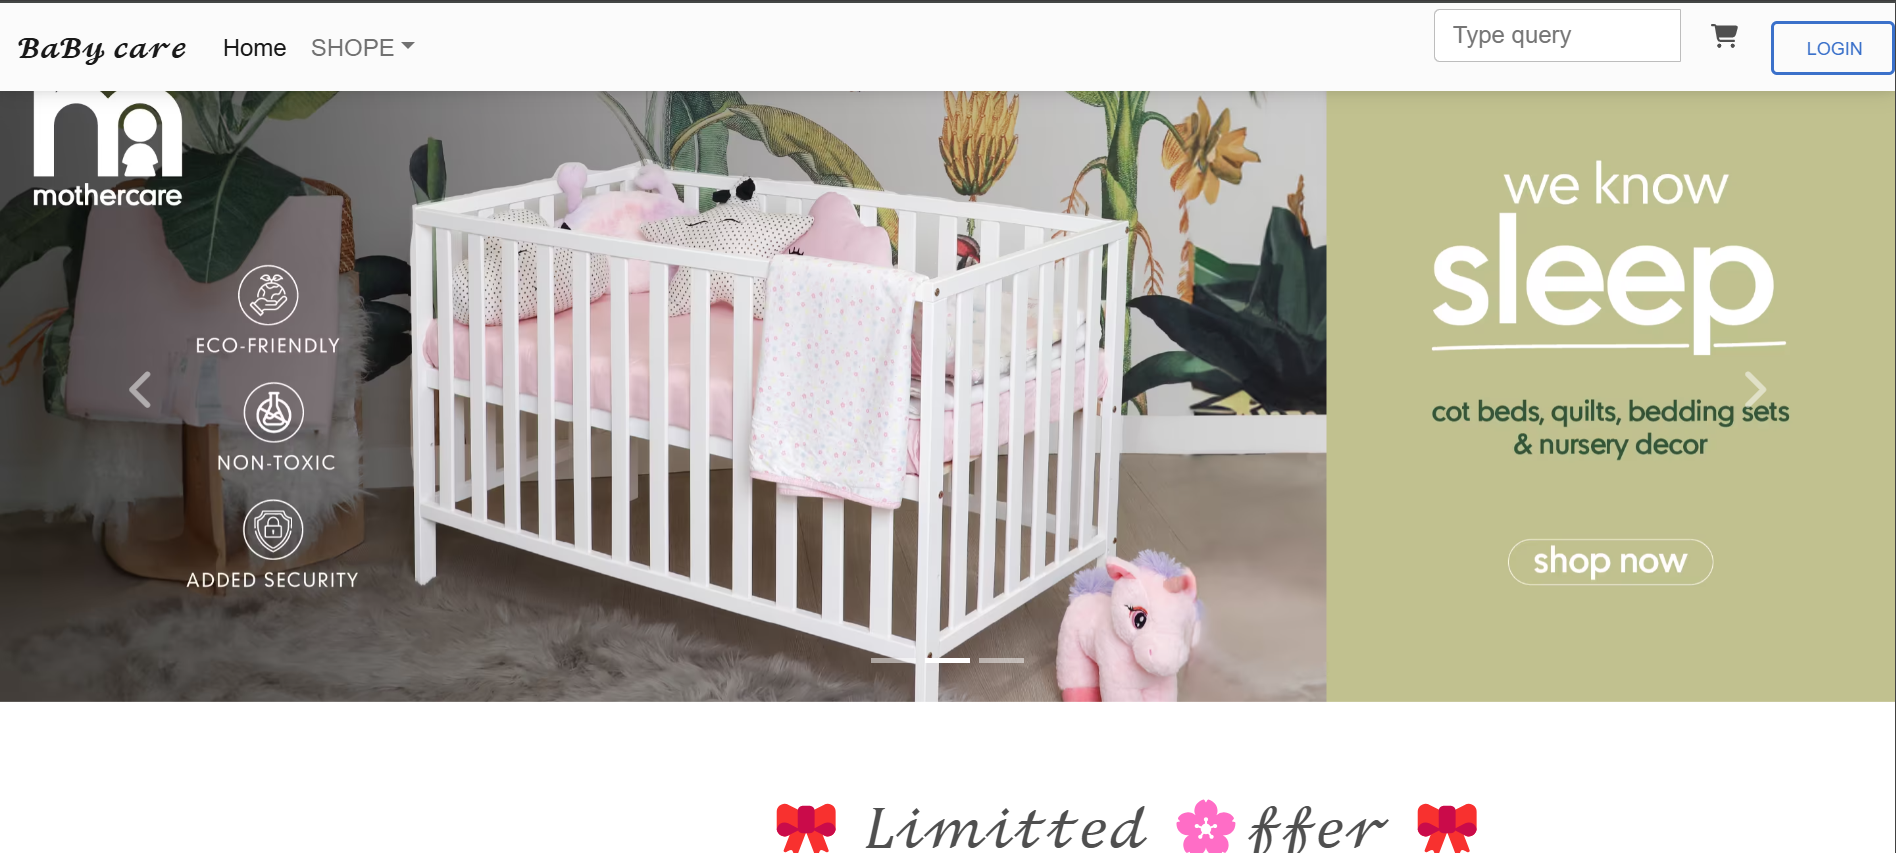 BaBy care Home SHOPE Type query LOGIN
mothercare
ECO-FRIENDLY
NON-TOXIC
ADDED SECURITY
we know
sleep
cot beds, quilts, bedding sets
& nursery decor
shop now
🎀 Limitted 🌸ffer 🎀